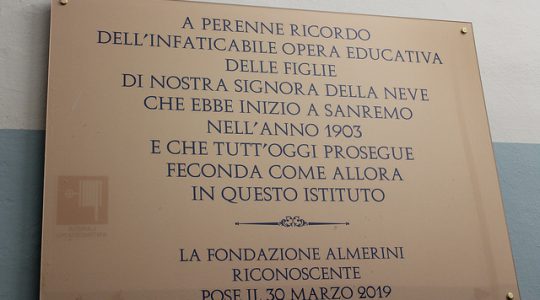 A PERENNE RICORDO
DELL'INFATICABILE OPERA EDUCATIVA
DELLE FIGLIE
DI NOSTRA SIGNORA DELLA NEVE
CHE EBBE INIZIO A SANREMO
NELL'ANNO 1903
E CHE TUTT'OGGI PROSEGUE
FECONDA COME ALLORA
IN QUESTO ISTITUTO
LA FONDAZIONE ALMERINI
RICONOSCENTE
POSE IL 30 MARZO 2019